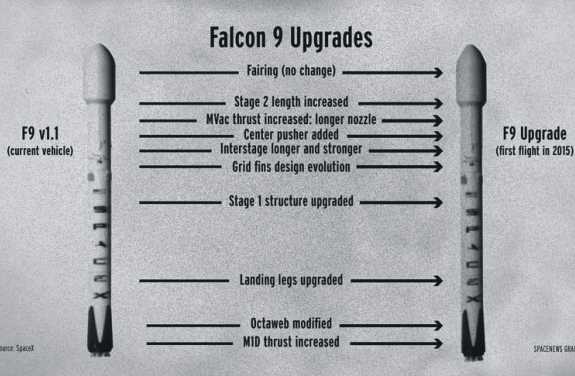 Falcon 9 Upgrades
Fairing (no change)
Stage 2 length increased
MVac thrust increased: longer nozzle
Center pusher added
Interstage longer and stronger
Grid fins design evolution
Stage 1 structure upgraded
Landing legs upgraded
Octaweb modified
M1D thrust increased
F9 v1.1
(current vehicle)
F9 Upgrade
(first flight in 2015)
SPACEX
SPACEX
: SpaceX
SPACENEWS